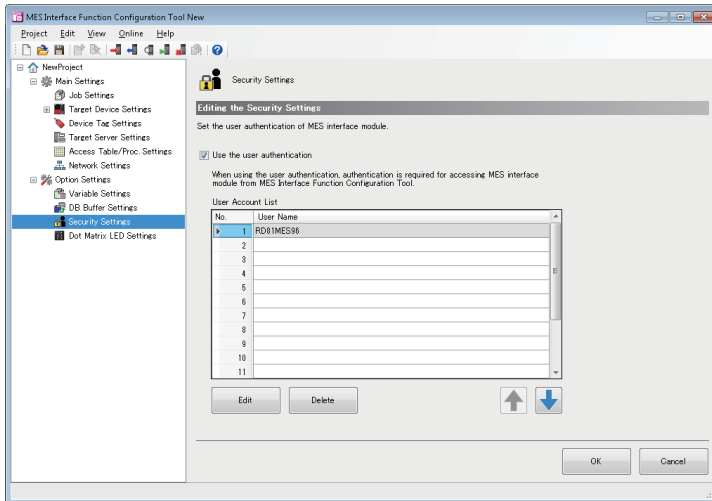 MES Interface Function Configuration Tool New
Project Edit View Online Help
NewProject
Main Settings
Job Settings
Target Device Settings
Device Tag Settings
Target Server Settings
Access Table/Proc. Settings
Network Settings
Option Settings
Variable Settings
DB Buffer Settings
Security Settings
Dot Matrix LED Settings
Security Settings
Editing the Security Settings
Set the user authentication of MES interface module.
Use the user authentication
When using the user authentication, authentication is required for accessing MES interface
module from MES Interface Function Configuration Tool.
User Account List
No. User Name
1 RD81MES96
2
3
4
5
6
7
8
9
10
11
Edit Delete
OK Cancel